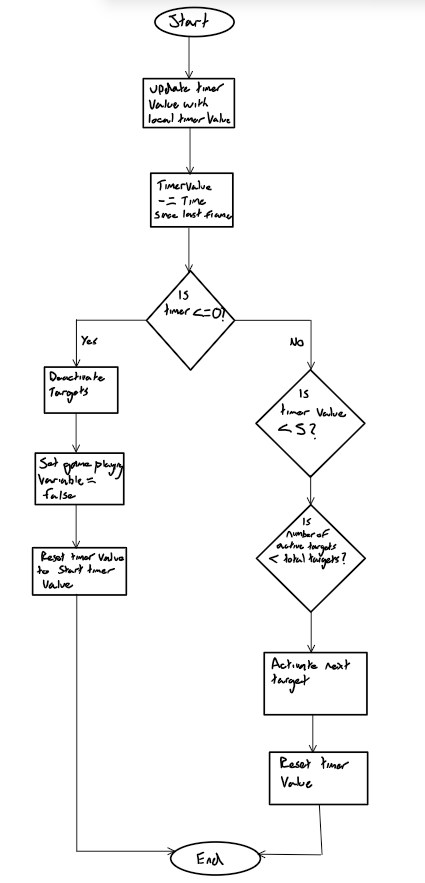 Start
update timer
Value with
local timer Value
Timer Value
-= Time
since last frame
Is
timer <=0?
Yes
No
Deactivate
Targets
Is
timer Value
<5?
Set game playing
Variable =
false
Is
number of
active targets
< total targets?
Reset timer Value
to Start timer
Value
Activate next
target
Reset timer
Value
End